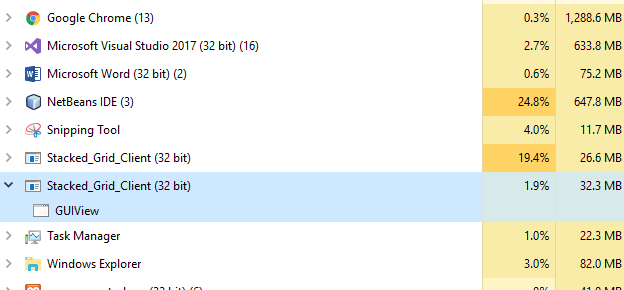 Google Chrome (13) 0.3% 1,288.6 MB
Microsoft Visual Studio 2017 (32 bit) (16) 2.7% 633.8 MB
Microsoft Word (32 bit) (2) 0.6% 75.2 MB
NetBeans IDE (3) 24.8% 647.8 MB
Snipping Tool 4.0% 11.7 MB
Stacked_Grid_Client (32 bit) 19.4% 26.6 MB
Stacked_Grid_Client (32 bit) 1.9% 32.3 MB
GUIView
Task Manager 1.0% 22.3 MB
Windows Explorer 3.0% 82.0 MB